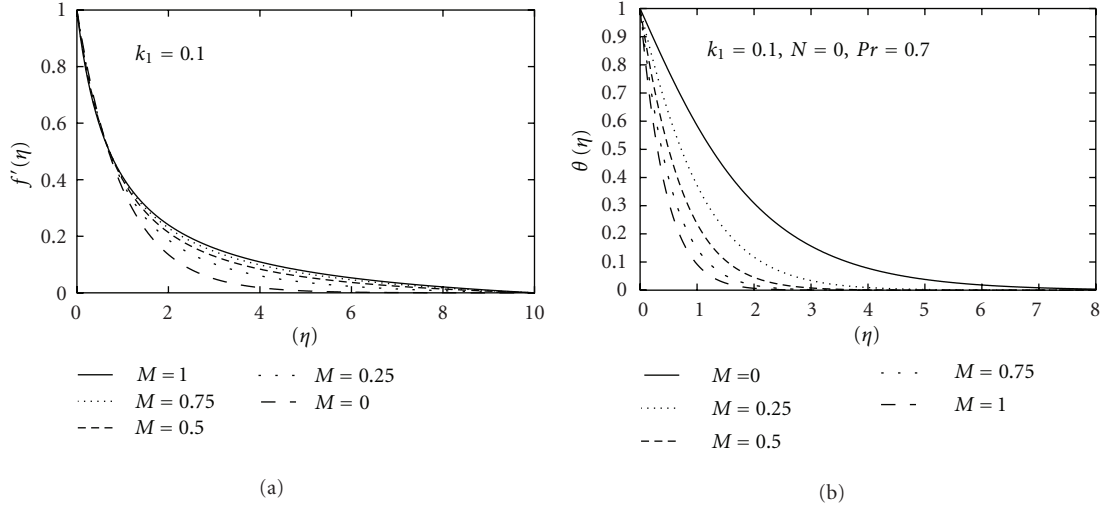 1
0.8
0.6
0.4
0.2
0
f′(η)
k₁ = 0.1
0 2 4 6 8 10
(η)
M = 1
M = 0.75
M = 0.5
M = 0.25
M = 0
(a)
1
0.9
0.8
0.7
0.6
0.5
0.4
0.3
0.2
0.1
0
θ (η)
k₁ = 0.1, N = 0, Pr = 0.7
0 1 2 3 4 5 6 7 8
(η)
M =0
M = 0.25
M = 0.5
M = 0.75
M = 1
(b)